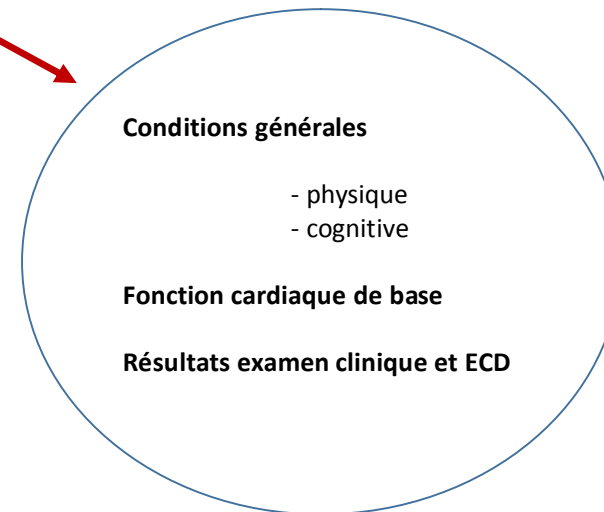 Conditions générales
- physique
- cognitive
Fonction cardiaque de base
Résultats examen clinique et ECD